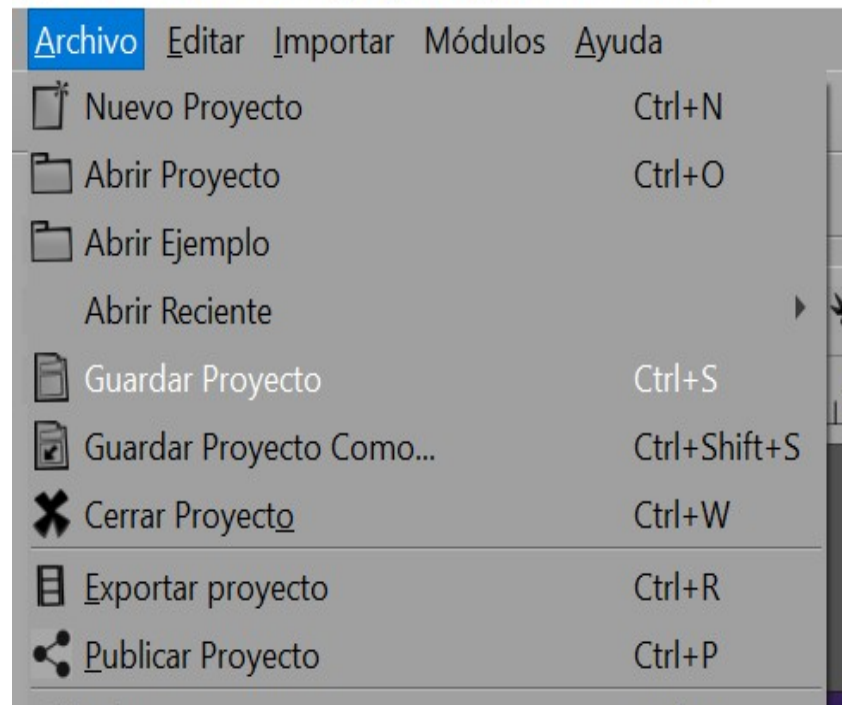 Archivo Editar Importar Módulos Ayuda
Nuevo Proyecto Ctrl+N
Abrir Proyecto Ctrl+O
Abrir Ejemplo
Abrir Reciente
Guardar Proyecto Ctrl+S
Guardar Proyecto Como... Ctrl+Shift+S
Cerrar Proyecto Ctrl+W
Exportar proyecto Ctrl+R
Publicar Proyecto Ctrl+P